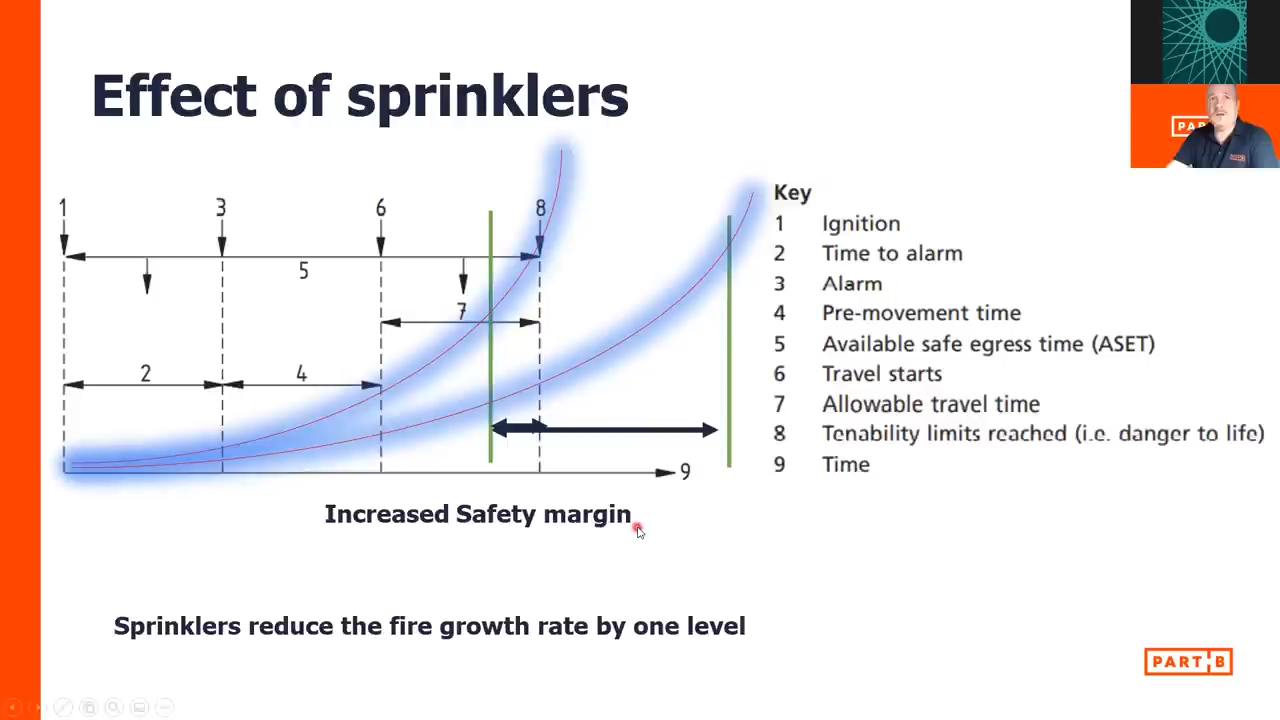 Effect of sprinklers
1 3 6 8
5
7
2 4
9
Key
1 Ignition
2 Time to alarm
3 Alarm
4 Pre-movement time
5 Available safe egress time (ASET)
6 Travel starts
7 Allowable travel time
8 Tenability limits reached (i.e. danger to life)
9 Time
Increased Safety margin
Sprinklers reduce the fire growth rate by one level
PART B